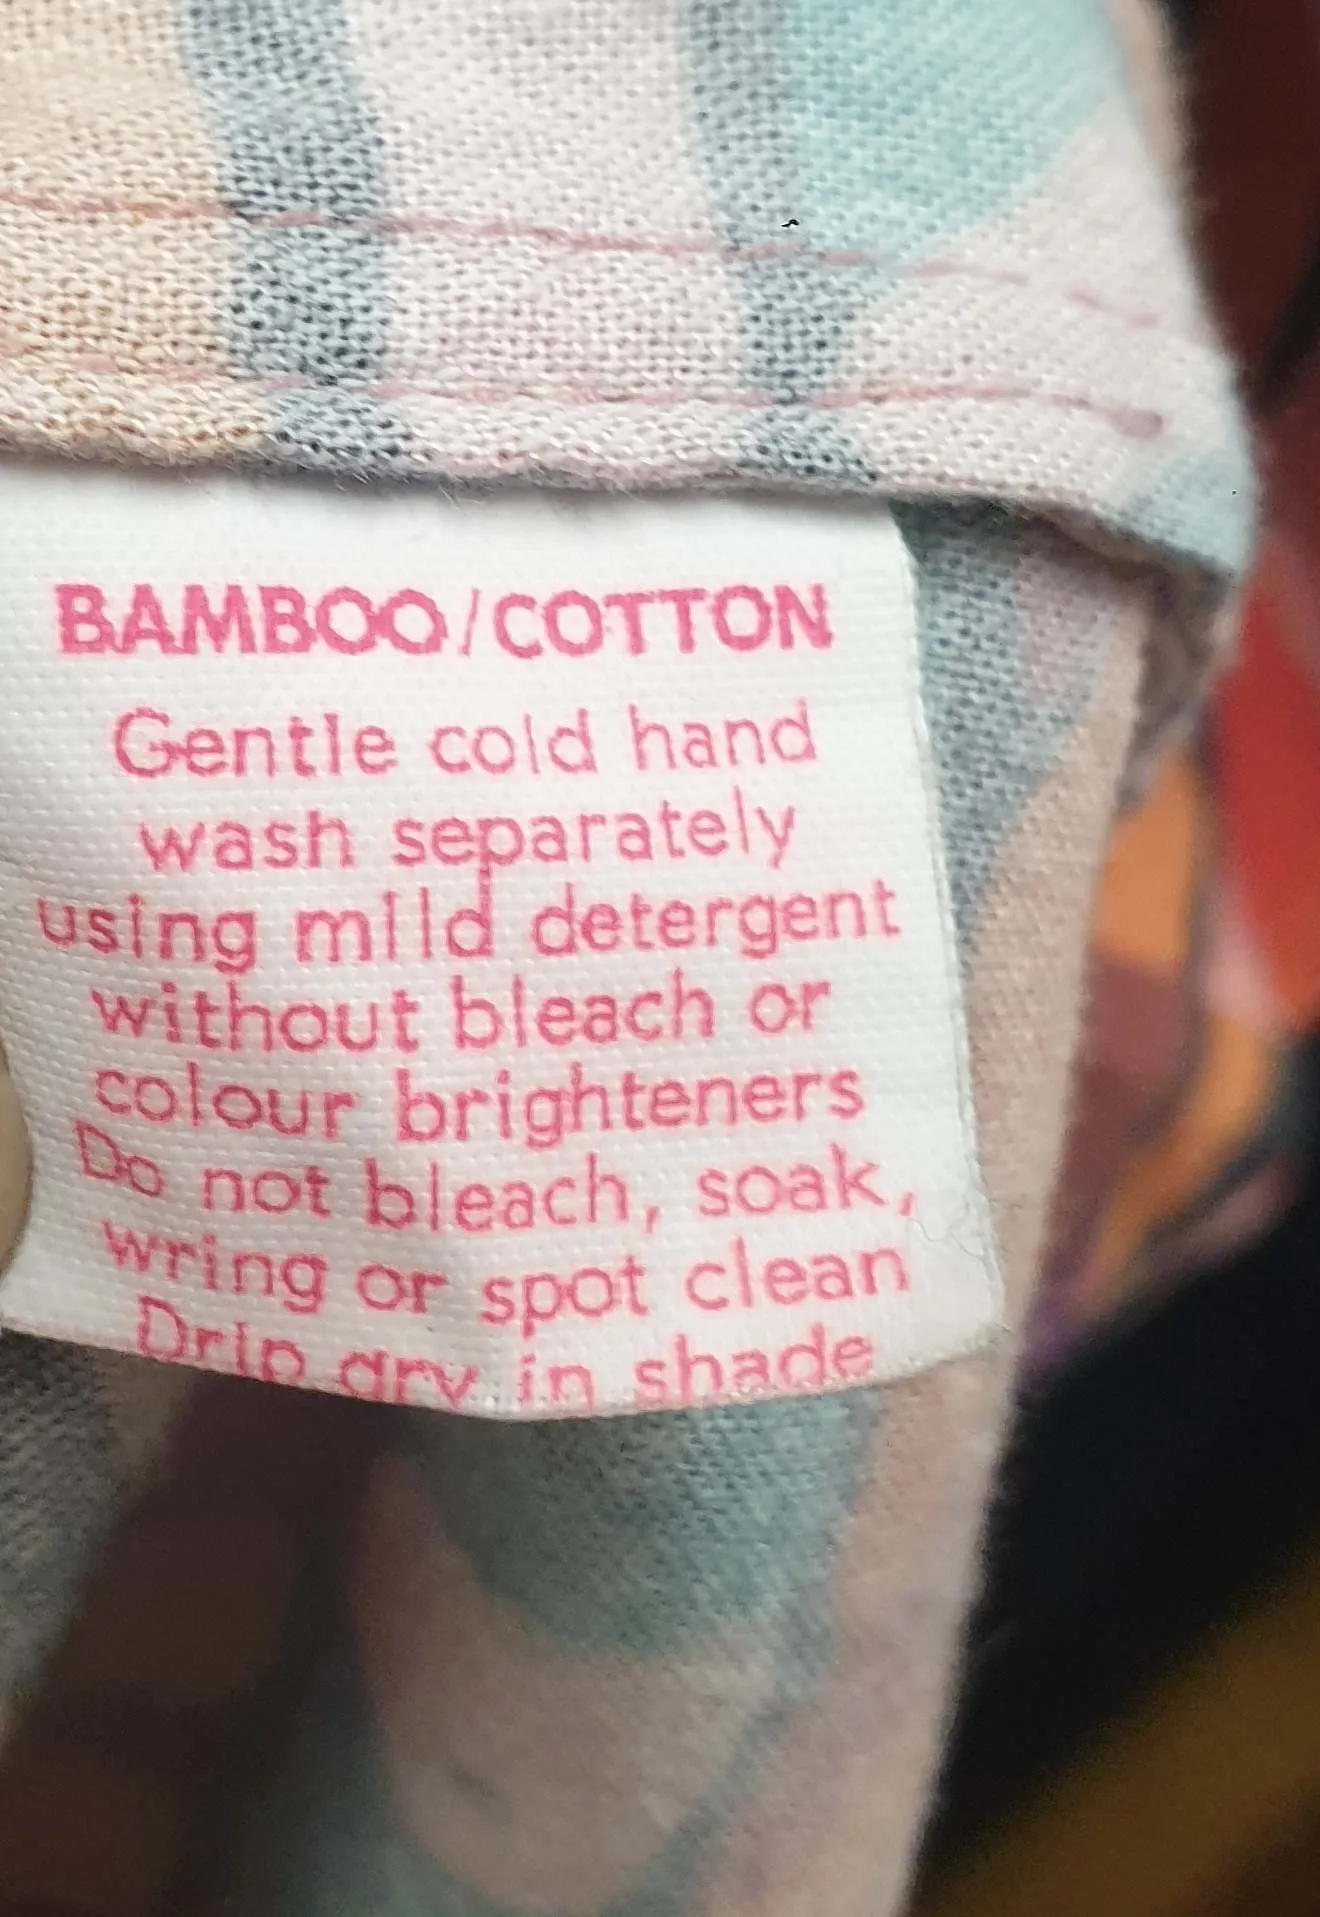 BAMBOO/COTTON
Gentle cold hand
wash separately
using mild detergent
without bleach or
colour brighteners
Do not bleach, soak,
wring or spot clean
Drip dry in shade